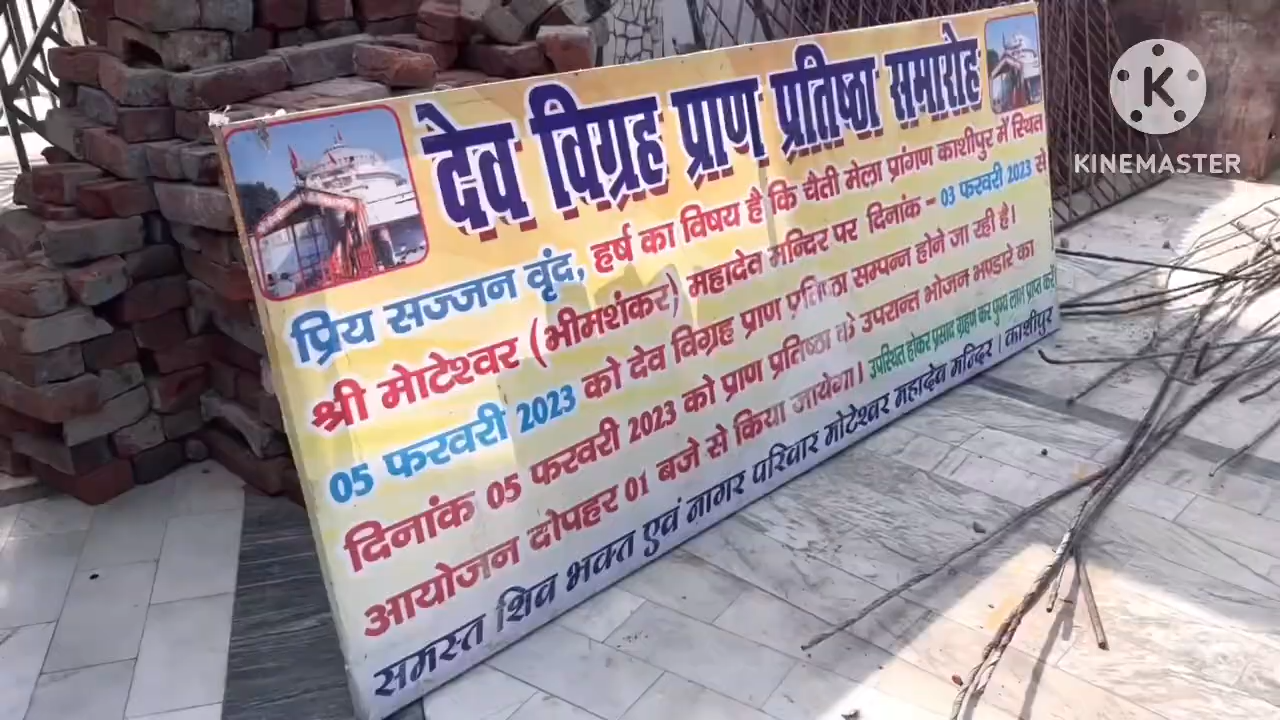 देव विग्रह प्राण प्रतिष्ठा समारोह
प्रिय सज्जन वृंद, हर्ष का विषय है कि चैती मेला प्रांगण काशीपुर में स्थित
श्री मोटेश्वर (भीमशंकर) महादेव मन्दिर पर दिनांक - 03 फरवरी 2023 से
05 फरवरी 2023 को देव विग्रह प्राण प्रतिष्ठा सम्पन्न होने जा रही है।
दिनांक 05 फरवरी 2023 को प्राण प्रतिष्ठा के उपरान्त भोजन भण्डारे का
आयोजन दोपहर 01 बजे से किया जायेगा। उपस्थित होकर प्रसाद ग्रहण कर पुण्य लाभ प्राप्त करें
समस्त शिव भक्त एवं नागर परिवार मोटेश्वर महादेव मन्दिर | काशीपुर
K
KINEMASTER